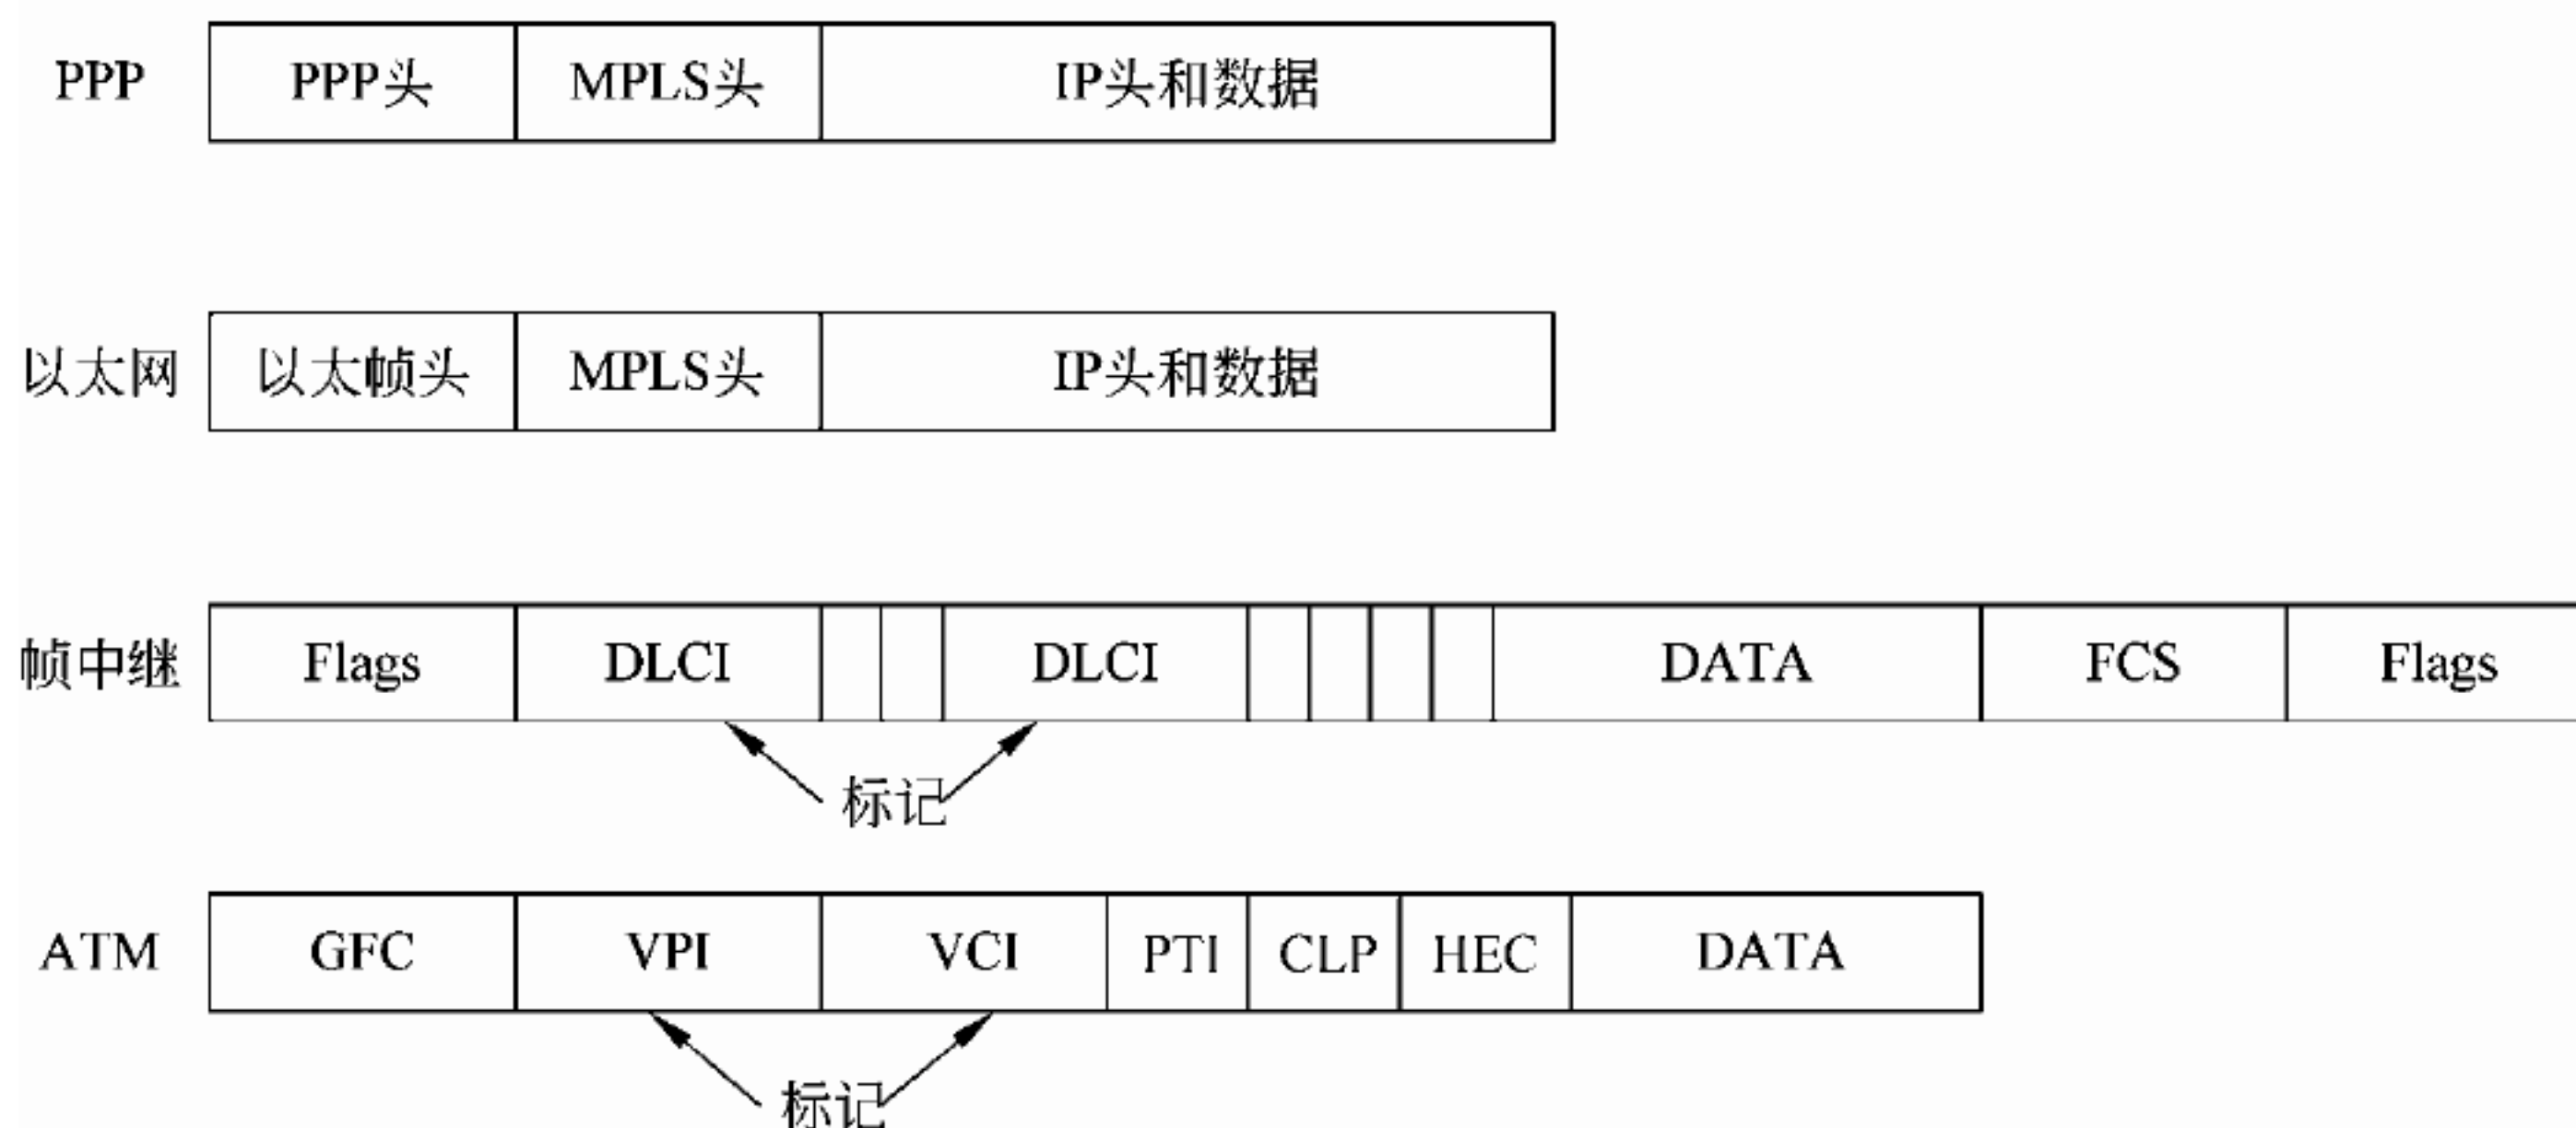 PPP PPP头 MPLS头 IP头和数据
以太网 以太帧头 MPLS头 IP头和数据
帧中继 Flags DLCI DLCI DATA FCS Flags
标记
ATM GFC VPI VCI PTI CLP HEC DATA
标记